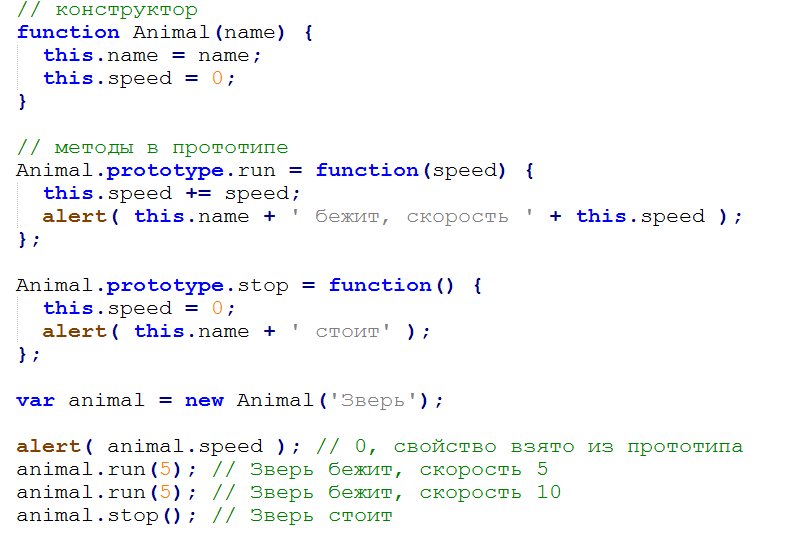 // конструктор
function Animal(name) {
  this.name = name;
  this.speed = 0;
}
// методы в прототипе
Animal.prototype.run = function(speed) {
  this.speed += speed;
  alert( this.name + ' бежит, скорость ' + this.speed );
};
Animal.prototype.stop = function() {
  this.speed = 0;
  alert( this.name + ' стоит' );
};
var animal = new Animal('Зверь');
alert( animal.speed ); // 0, свойство взято из прототипа
animal.run(5); // Зверь бежит, скорость 5
animal.run(5); // Зверь бежит, скорость 10
animal.stop(); // Зверь стоит